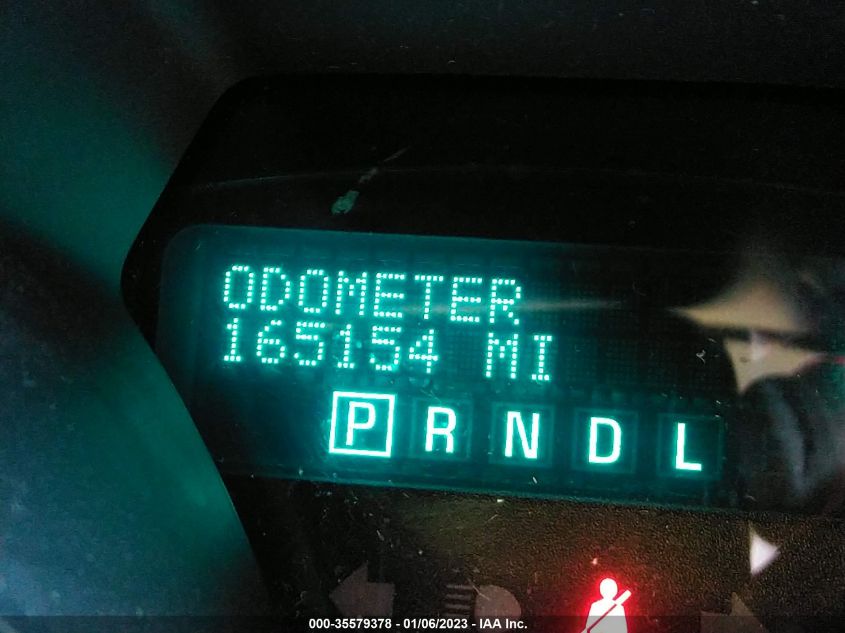 ODOMETER
165154 MI
P R N D L
000-35579378 - 01/06/2023 - IAA Inc.